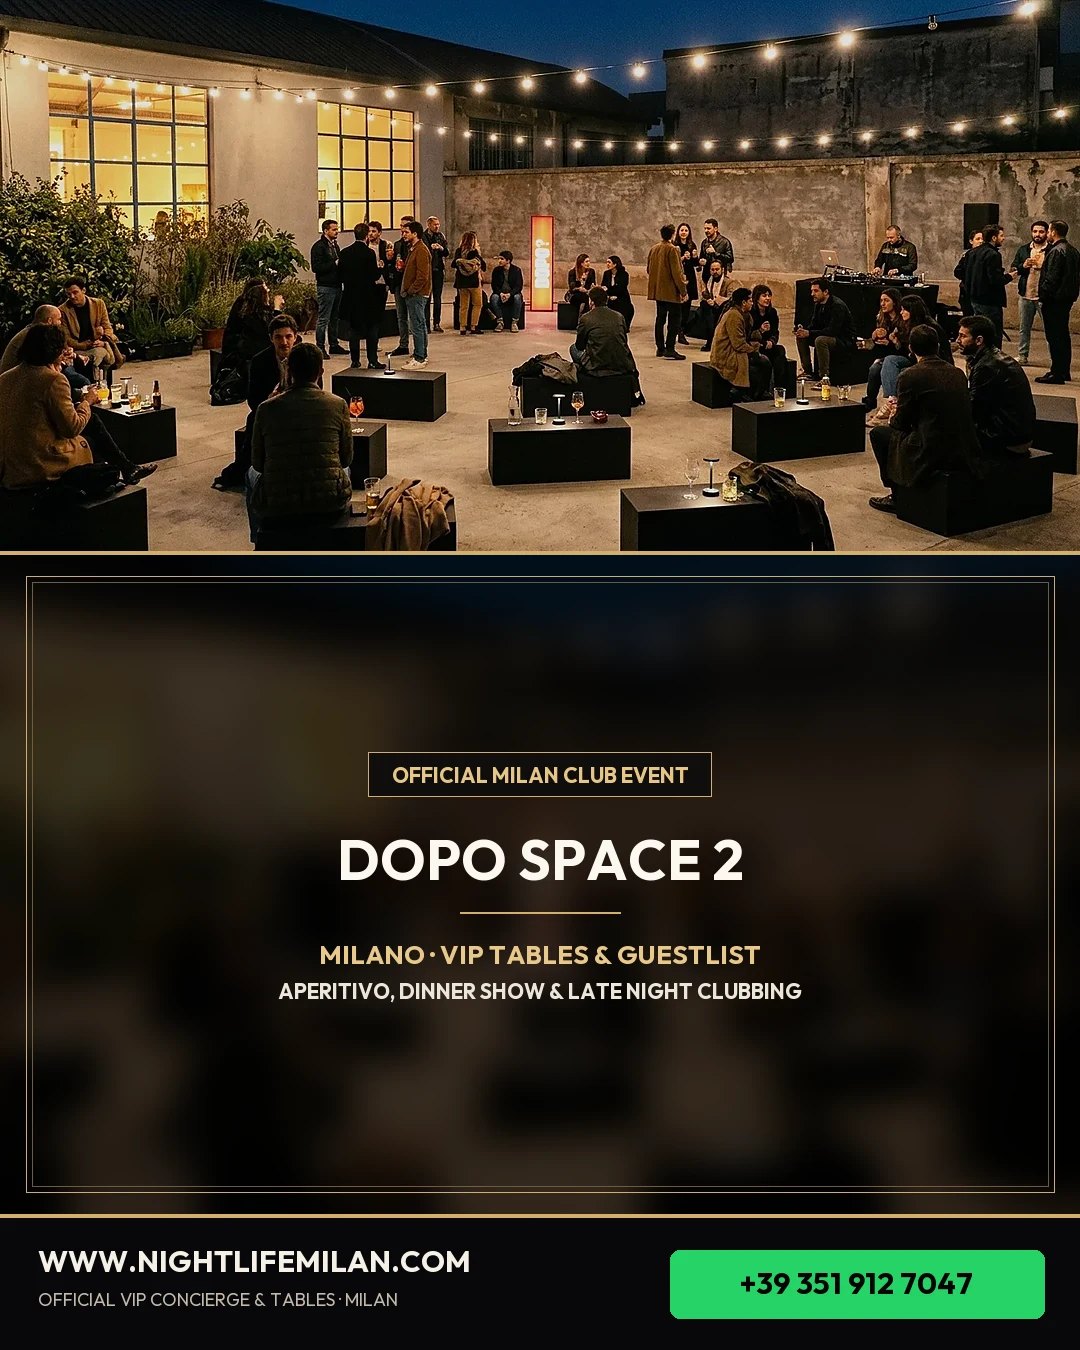 DOPO?
OFFICIAL MILAN CLUB EVENT
DOPO SPACE 2
MILANO · VIP TABLES & GUESTLIST
APERITIVO, DINNER SHOW & LATE NIGHT CLUBBING
WWW.NIGHTLIFEMILAN.COM
OFFICIAL VIP CONCIERGE & TABLES · MILAN
+39 351 912 7047